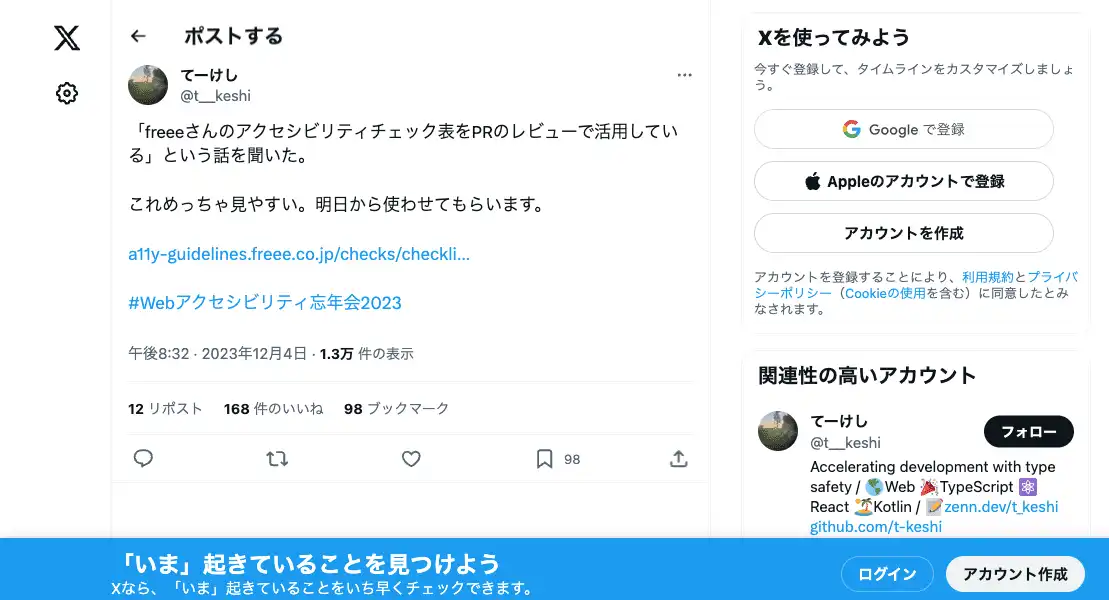 ポストする
てーけし
@t__keshi
「freeeさんのアクセシビリティチェック表をPRのレビューで活用してい
る」という話を聞いた。
これめっちゃ見やすい。明日から使わせてもらいます。
a11y-guidelines.freee.co.jp/checks/checkli…
#Webアクセシビリティ忘年会2023
午後8:32 · 2023年12月4日 · 1.3万 件の表示
12 リポスト 168 件のいいね 98 ブックマーク
98
Xを使ってみよう
今すぐ登録して、タイムラインをカスタマイズしましょ
う。
Google で登録
Appleのアカウントで登録
アカウントを作成
アカウントを登録することにより、利用規約とプライバ
シーポリシー（Cookieの使用を含む）に同意したとみ
なされます。
関連性の高いアカウント
てーけし
@t__keshi
フォロー
Accelerating development with type
safety / 🌎Web 🎉TypeScript ⚛️
React 🏝️Kotlin / 📝zenn.dev/t_keshi
github.com/t-keshi
「いま」起きていることを見つけよう
Xなら、「いま」起きていることをいち早くチェックできます。
ログイン
アカウント作成